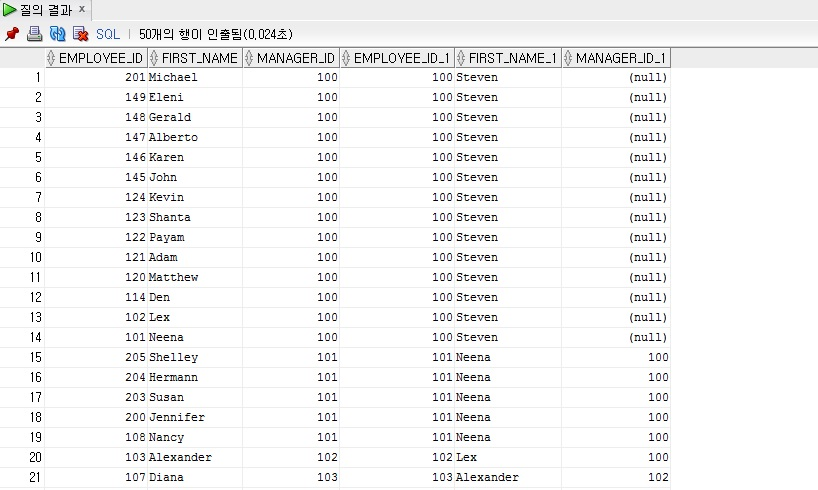 질의 결과 x
SQL | 50개의 행이 인출됨(0,024초)
EMPLOYEE_ID FIRST_NAME MANAGER_ID EMPLOYEE_ID_1 FIRST_NAME_1 MANAGER_ID_1
1 201 Michael 100 100 Steven (null)
2 149 Eleni 100 100 Steven (null)
3 148 Gerald 100 100 Steven (null)
4 147 Alberto 100 100 Steven (null)
5 146 Karen 100 100 Steven (null)
6 145 John 100 100 Steven (null)
7 124 Kevin 100 100 Steven (null)
8 123 Shanta 100 100 Steven (null)
9 122 Payam 100 100 Steven (null)
10 121 Adam 100 100 Steven (null)
11 120 Matthew 100 100 Steven (null)
12 114 Den 100 100 Steven (null)
13 102 Lex 100 100 Steven (null)
14 101 Neena 100 100 Steven (null)
15 205 Shelley 101 101 Neena 100
16 204 Hermann 101 101 Neena 100
17 203 Susan 101 101 Neena 100
18 200 Jennifer 101 101 Neena 100
19 108 Nancy 101 101 Neena 100
20 103 Alexander 102 102 Lex 100
21 107 Diana 103 103 Alexander 102